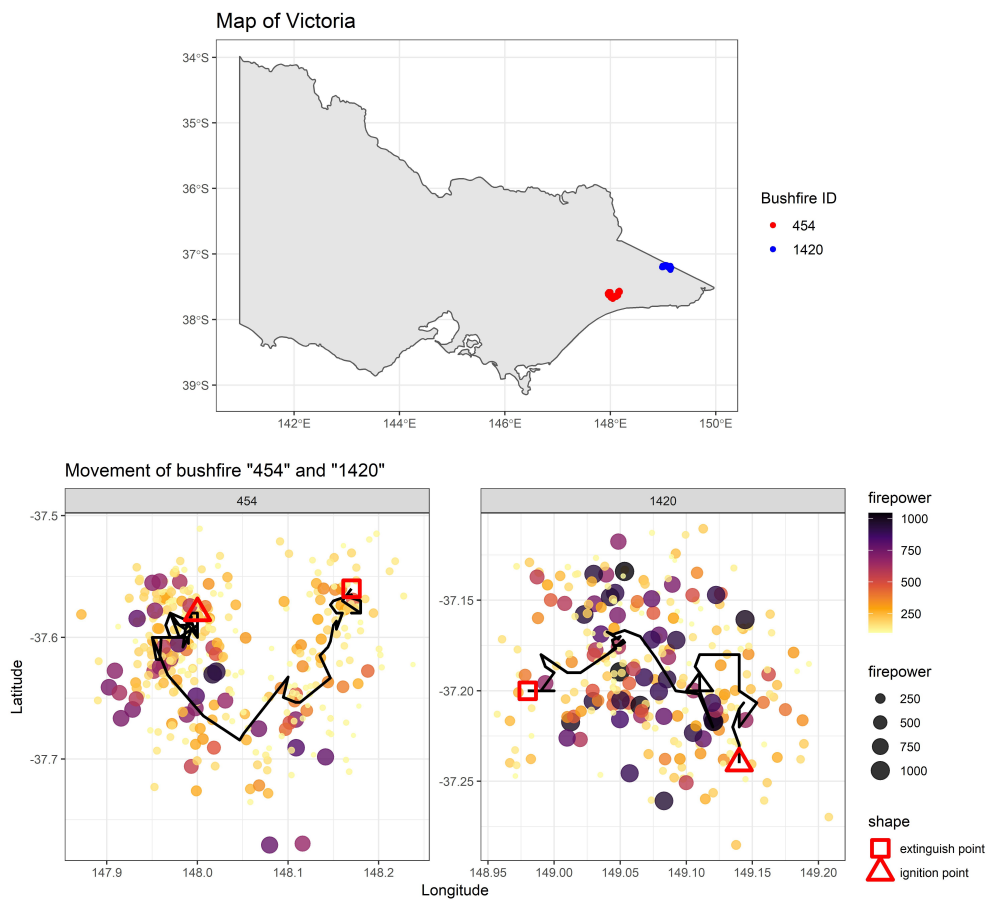 Map of Victoria
34°S
35°S
36°S
37°S
38°S
39°S
142°E
144°E
146°E
148°E
150°E
Bushfire ID
454
1420
Movement of bushfire "454" and "1420"
454
1420
-37.5
-37.6
-37.7
147.9
148.0
148.1
148.2
-37.15
-37.20
-37.25
148.95
149.00
149.05
149.10
149.15
149.20
Latitude
Longitude
firepower
1000
750
500
250
firepower
250
500
750
1000
shape
extinguish point
ignition point